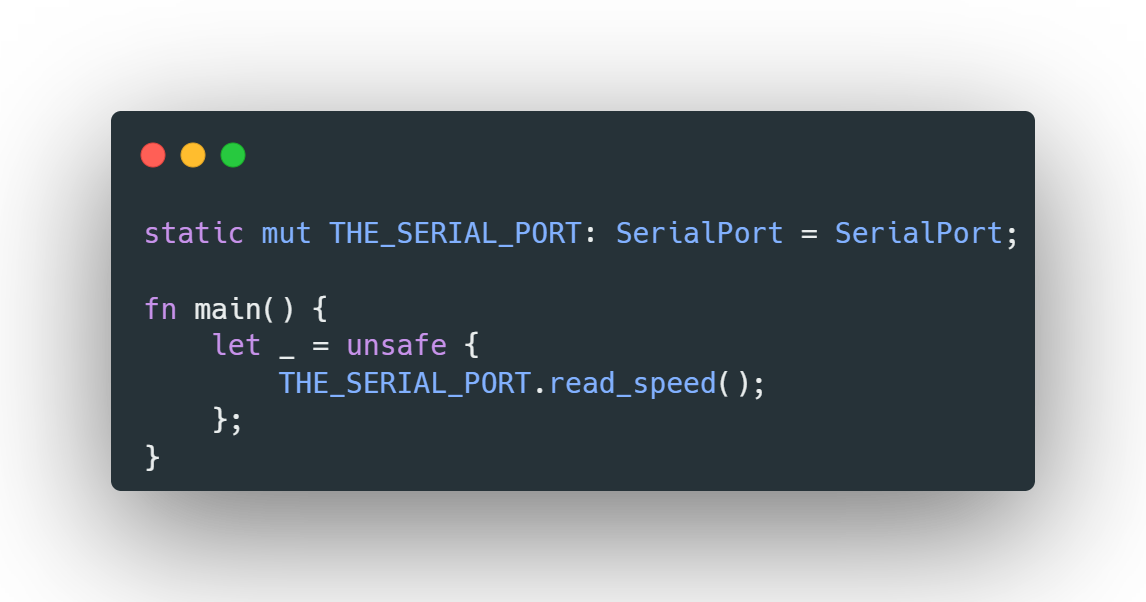 static mut THE_SERIAL_PORT: SerialPort = SerialPort;

fn main() {
    let _ = unsafe {
        THE_SERIAL_PORT.read_speed();
    };
}